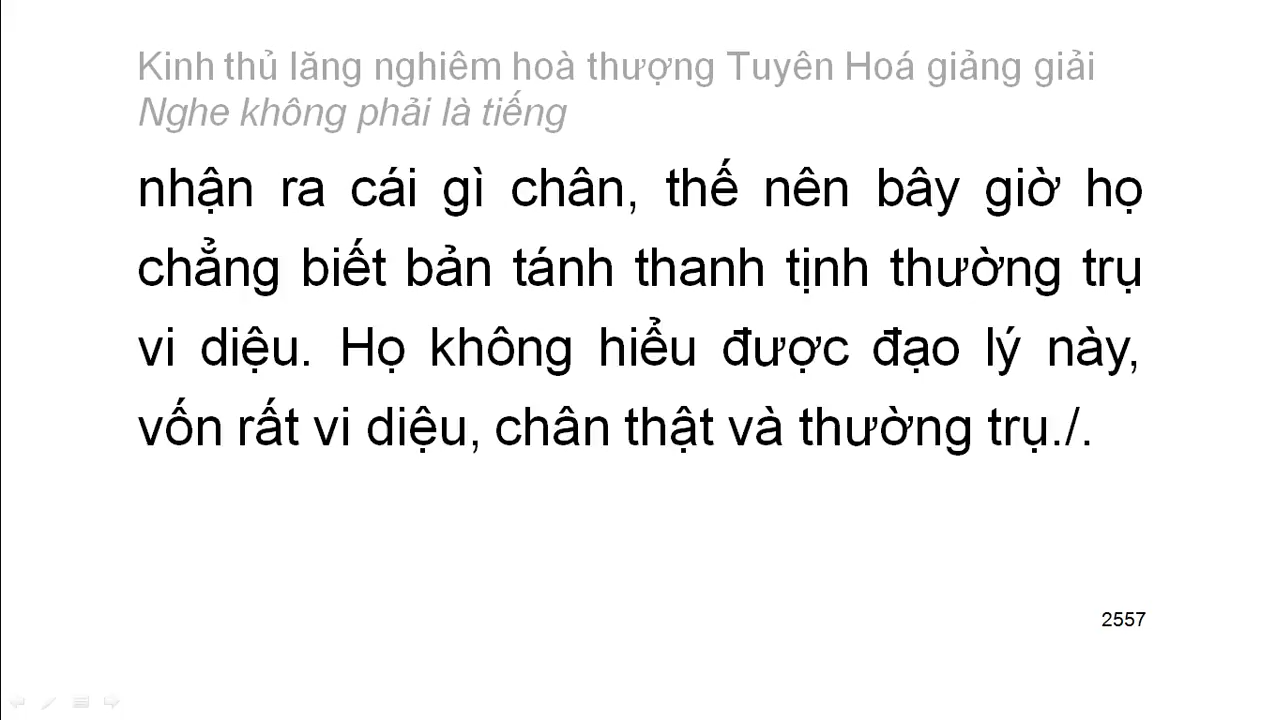 Kinh thủ lăng nghiêm hoà thượng Tuyên Hoá giảng giải
Nghe không phải là tiếng
nhận ra cái gì chân, thế nên bây giờ họ
chẳng biết bản tánh thanh tịnh thường trụ
vi diệu. Họ không hiểu được đạo lý này,
vốn rất vi diệu, chân thật và thường trụ./.
2557